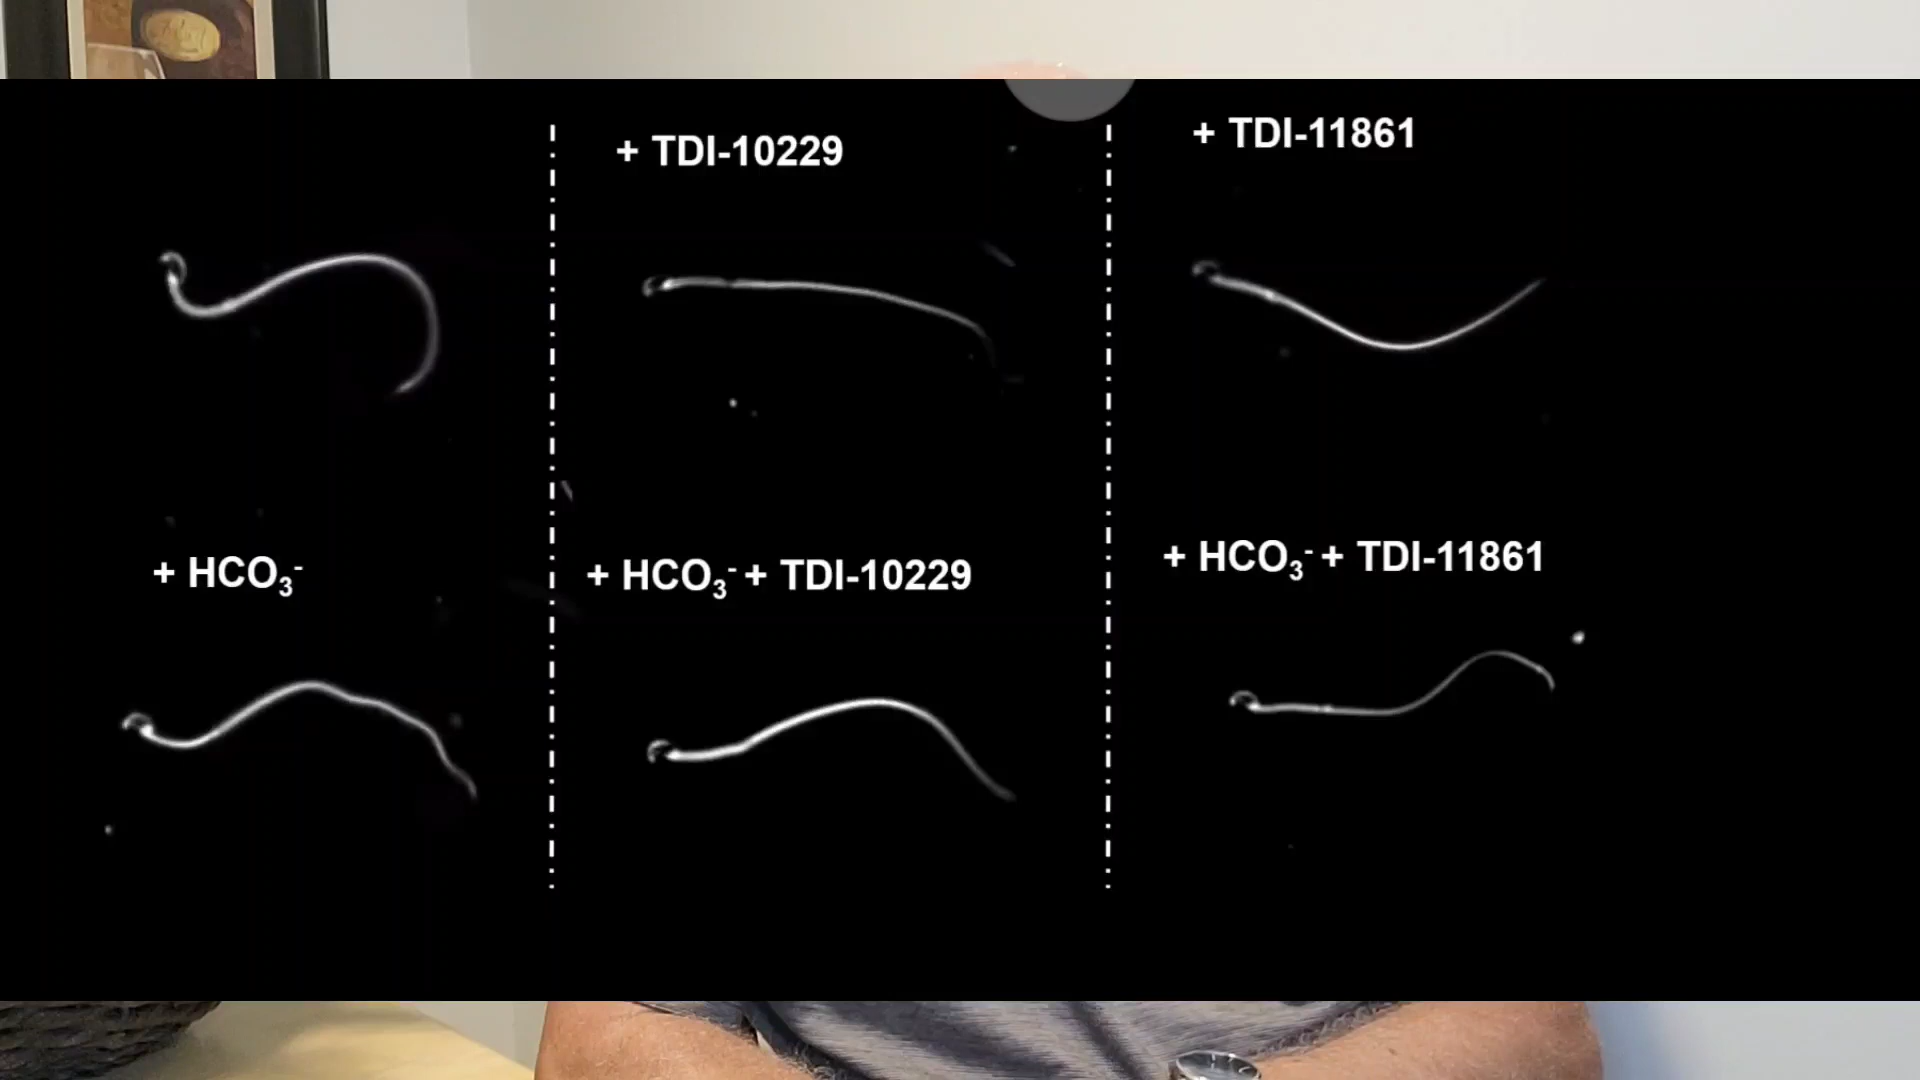 + TDI-10229
+ TDI-11861
+ HCO₃⁻
+ HCO₃⁻ + TDI-10229
+ HCO₃⁻ + TDI-11861